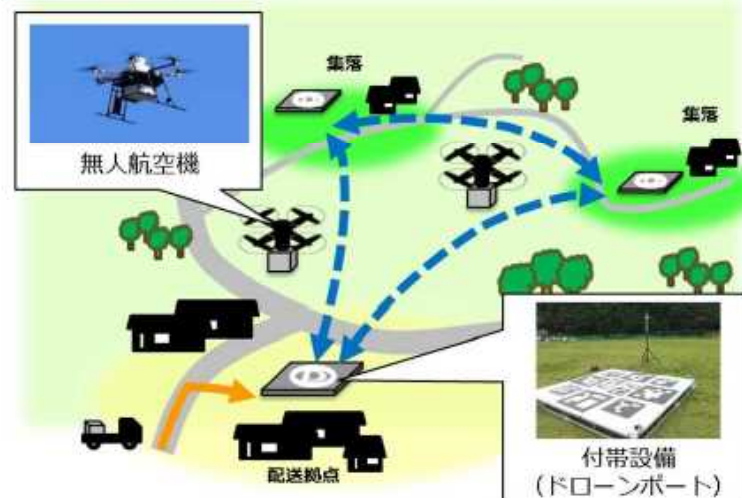 集落
無人航空機
集落
配送拠点
付帯設備
(ドローンポート)